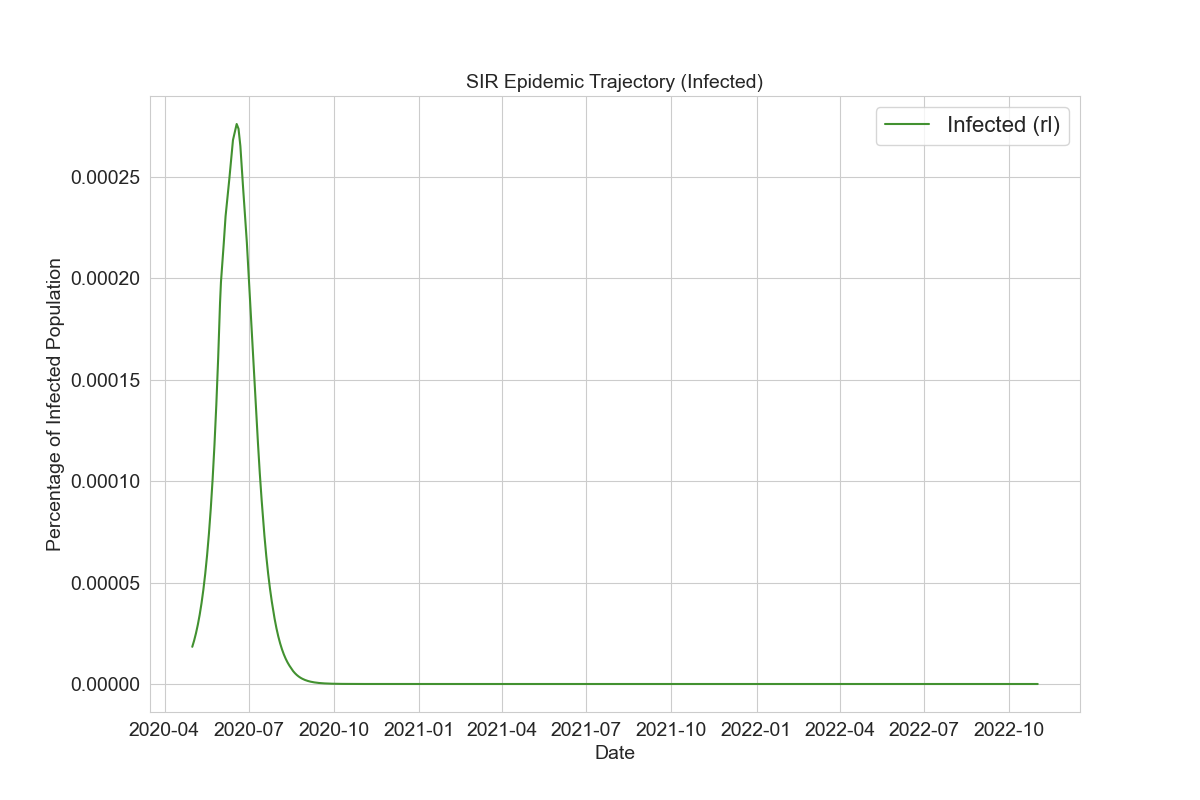 SIR Epidemic Trajectory (Infected)
Infected (rl)
Percentage of Infected Population
0.00025
0.00020
0.00015
0.00010
0.00005
0.00000
2020-04 2020-07 2020-10 2021-01 2021-04 2021-07 2021-10 2022-01 2022-04 2022-07 2022-10
Date